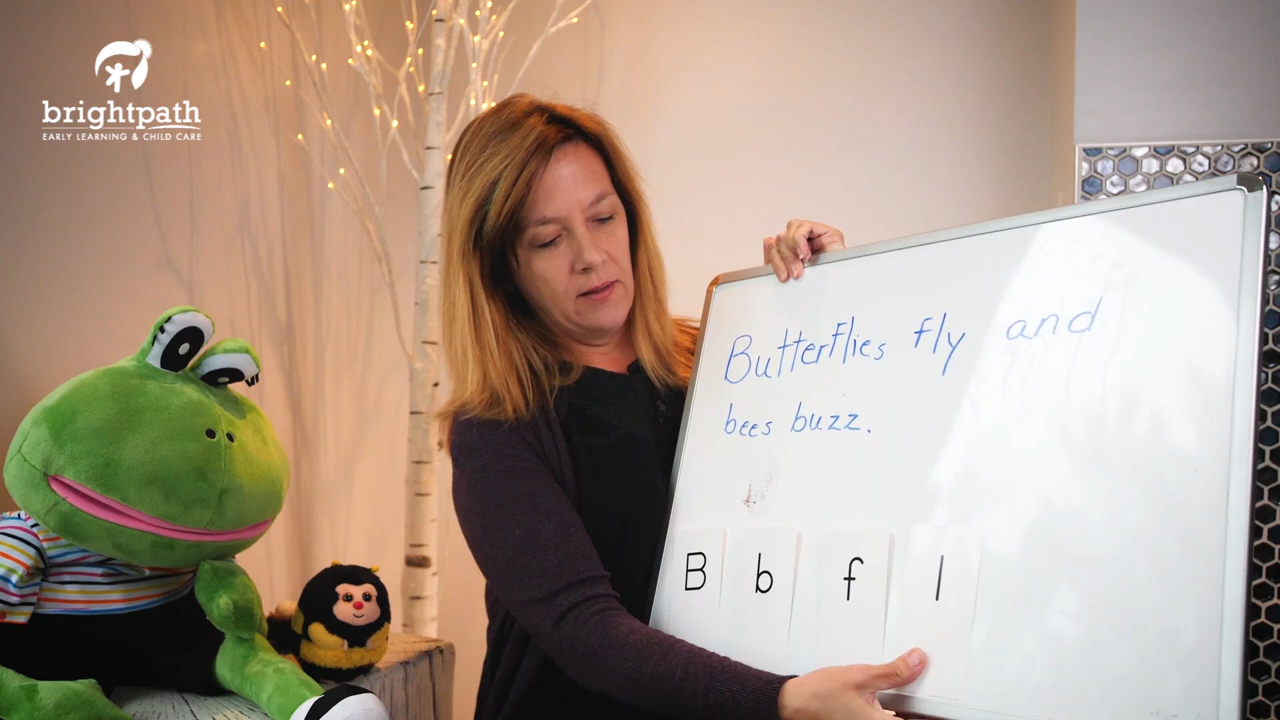 brightpath
EARLY LEARNING & CHILD CARE
Butterflies fly and
bees buzz.
B b f l